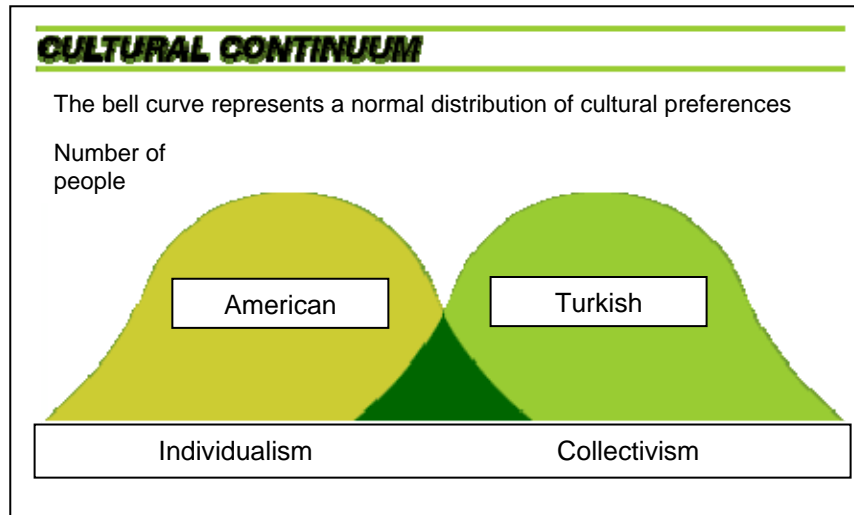 CULTURAL CONTINUUM
The bell curve represents a normal distribution of cultural preferences
Number of
people
American
Turkish
Individualism
Collectivism